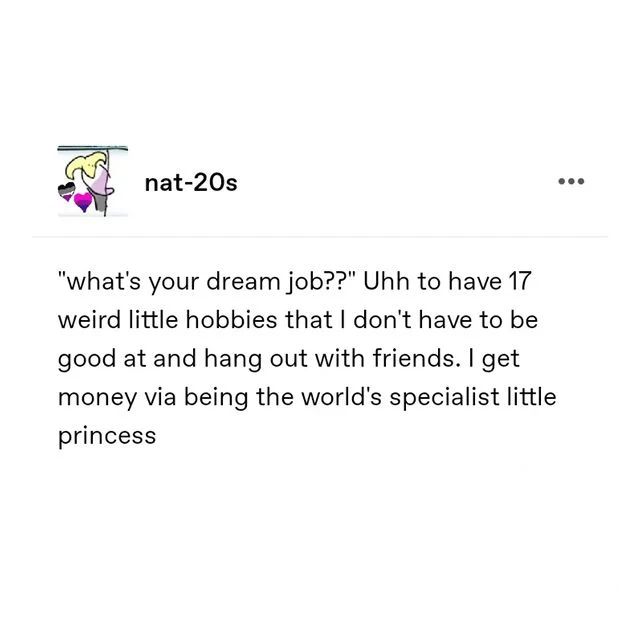 nat-20s
"what's your dream job??" Uhh to have 17
weird little hobbies that I don't have to be
good at and hang out with friends. I get
money via being the world's specialist little
princess